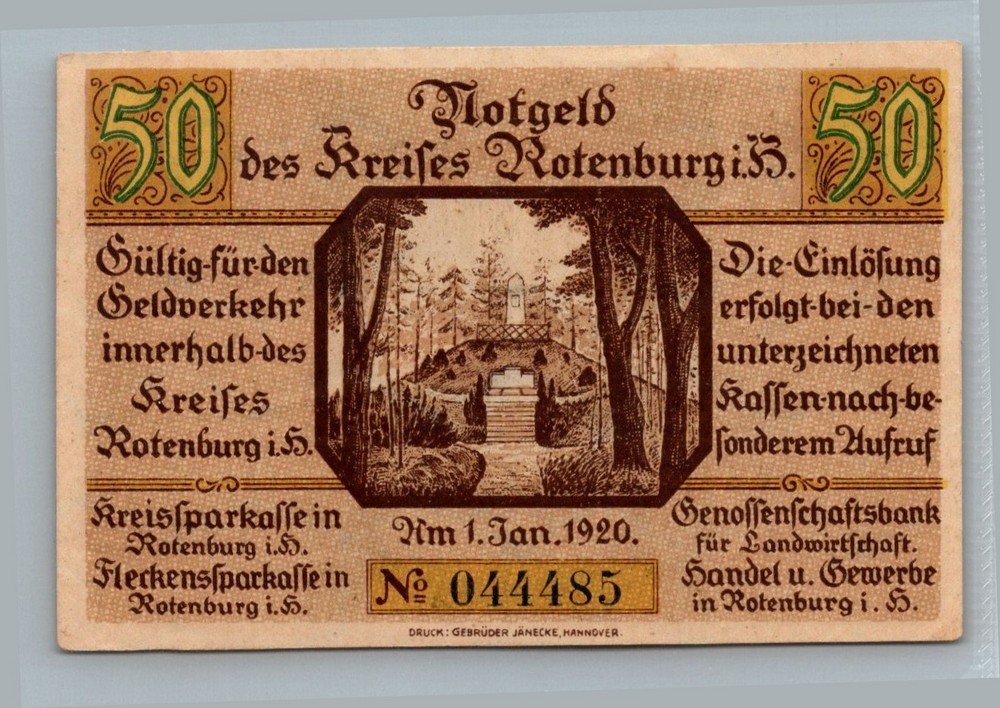 50
Notgeld
50
des Kreises Rotenburg i. H.
Gültig-für-den
Geldverkehr
innerhalb-des
Kreises
Rotenburg i. H.
Die-Einlösung
erfolgt-bei-den
unterzeichneten
Kassen-nach-be-
sonderem Aufruf
Kreissparkasse in
Rotenburg i. H.
Fleckenssparkasse in
Rotenburg i. H.
Am 1. Jan. 1920.
No 044485
Genossenschaftsbank
für Landwirtschaft.
Handel u. Gewerbe
in Rotenburg i. H.
DRUCK: GEBRÜDER JÄNECKE, HANNOVER.